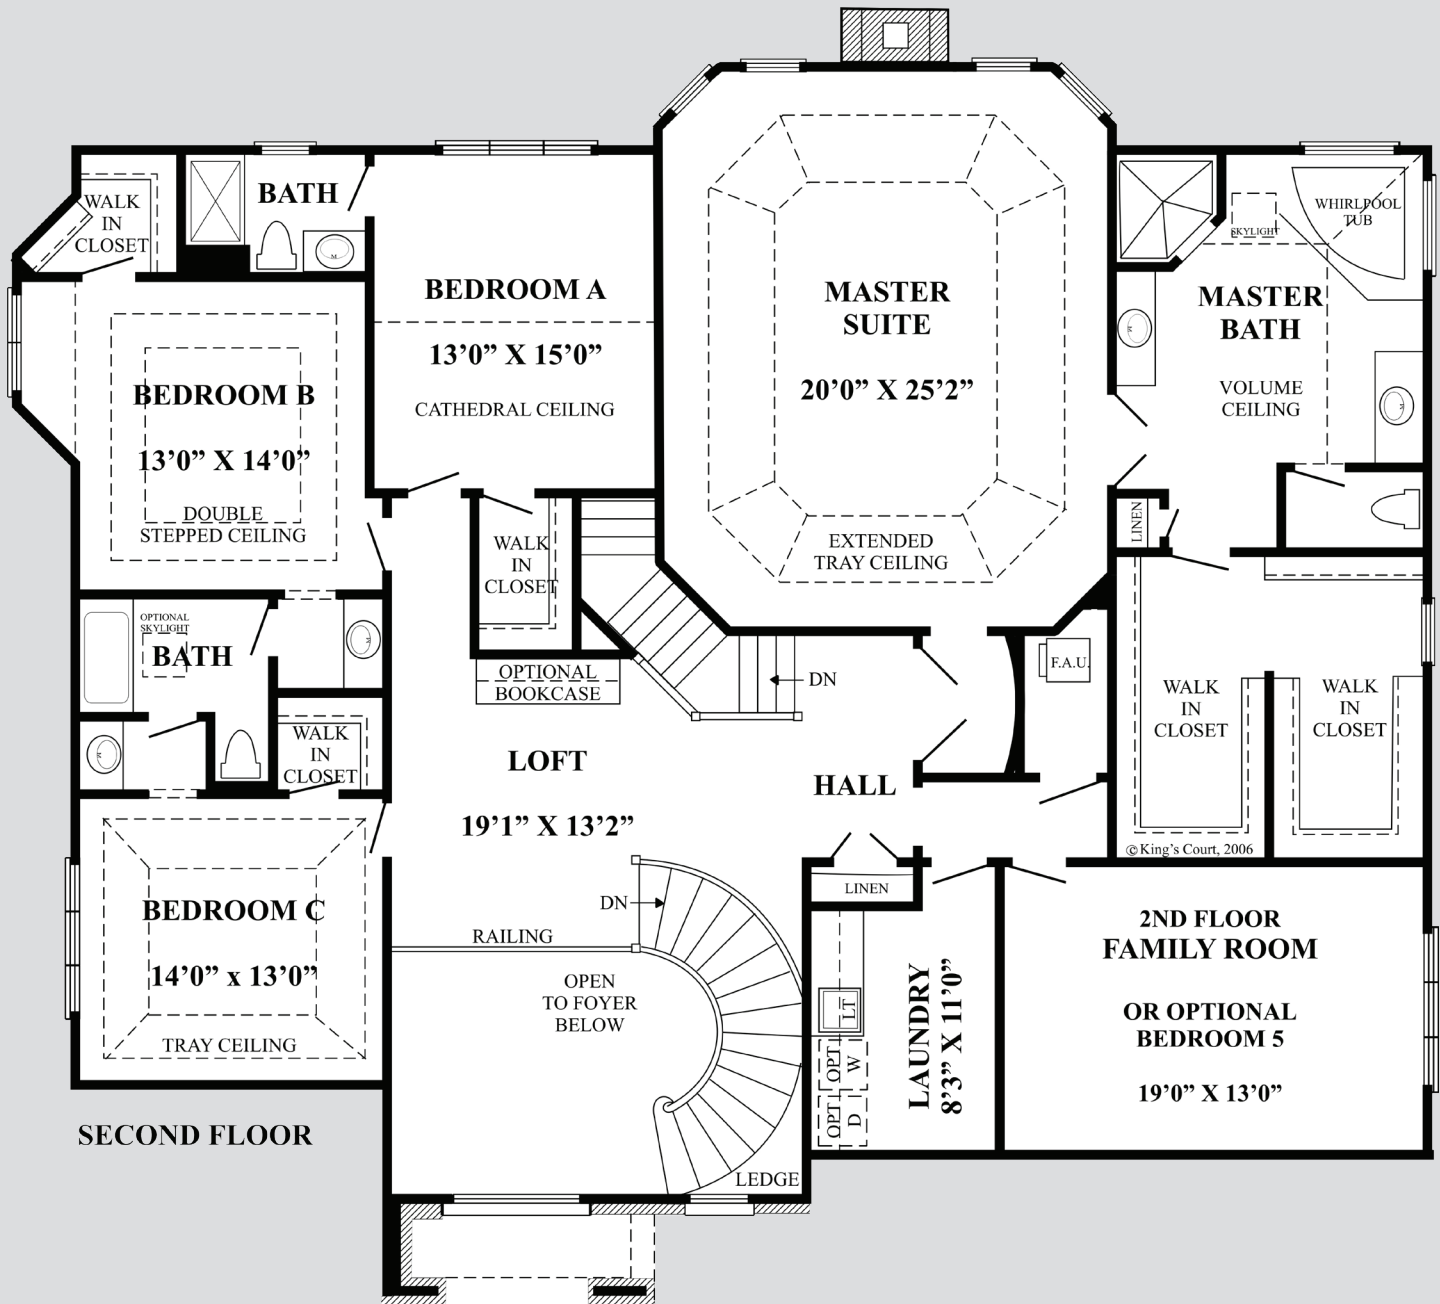 WALK
IN
CLOSET
BATH
M
BEDROOM A
13’0” X 15’0”
CATHEDRAL CEILING
MASTER
SUITE
20’0” X 25’2”
EXTENDED
TRAY CEILING
SKYLIGHT
WHIRLPOOL
TUB
MASTER
BATH
VOLUME
CEILING
M
M
LINEN
BEDROOM B
13’0” X 14’0”
DOUBLE
STEPPED CEILING
WALK
IN
CLOSET
OPTIONAL
SKYLIGHT
BATH
M
M
WALK
IN
CLOSET
OPTIONAL
BOOKCASE
DN
F.A.U.
WALK
IN
CLOSET
WALK
IN
CLOSET
LOFT
19’1” X 13’2”
HALL
©King’s Court, 2006
LINEN
DN
RAILING
OPEN
TO FOYER
BELOW
BEDROOM C
14’0” x 13’0”
TRAY CEILING
LT
OPT
W
OPT
D
LAUNDRY
8’3” X 11’0”
2ND FLOOR
FAMILY ROOM
OR OPTIONAL
BEDROOM 5
19’0” X 13’0”
LEDGE
SECOND FLOOR